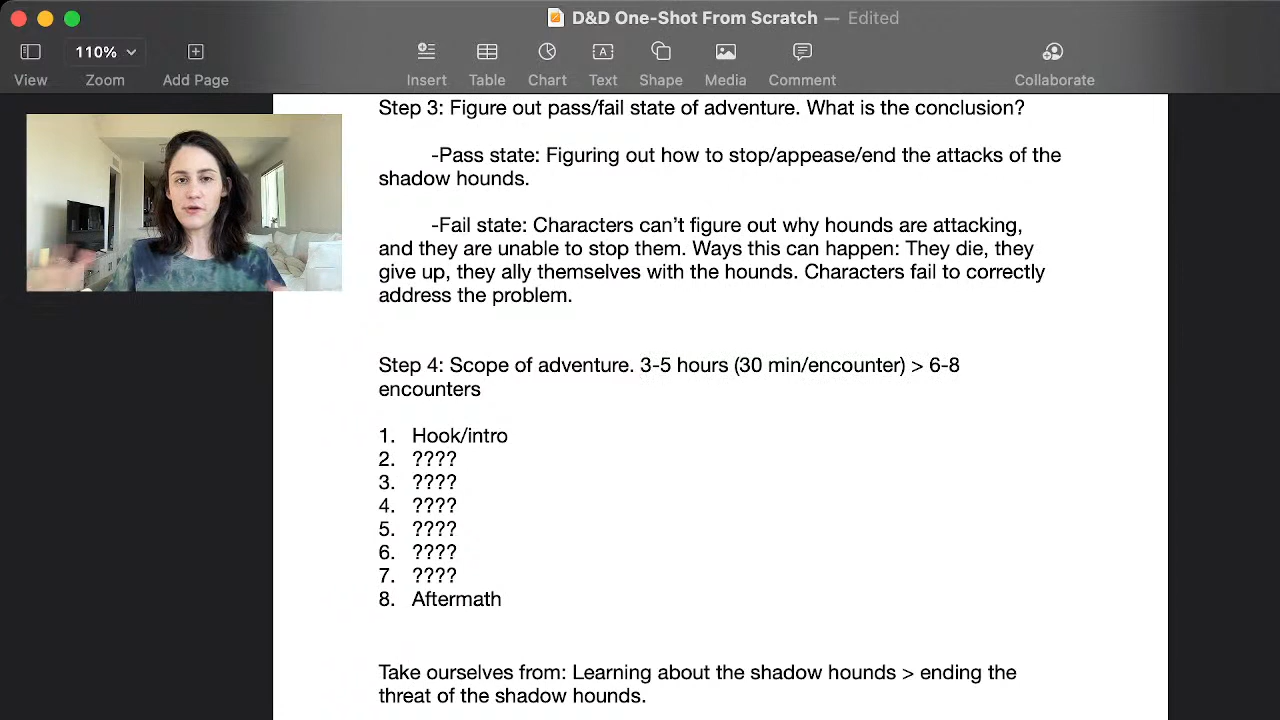 D&D One-Shot From Scratch — Edited
110%
View
Zoom
Add Page
Insert
Table
Chart
Text
Shape
Media
Comment
Collaborate
Step 3: Figure out pass/fail state of adventure. What is the conclusion?
-Pass state: Figuring out how to stop/appease/end the attacks of the
shadow hounds.
-Fail state: Characters can’t figure out why hounds are attacking,
and they are unable to stop them. Ways this can happen: They die, they
give up, they ally themselves with the hounds. Characters fail to correctly
address the problem.
Step 4: Scope of adventure. 3-5 hours (30 min/encounter) > 6-8
encounters
1. Hook/intro
2. ????
3. ????
4. ????
5. ????
6. ????
7. ????
8. Aftermath
Take ourselves from: Learning about the shadow hounds > ending the
threat of the shadow hounds.